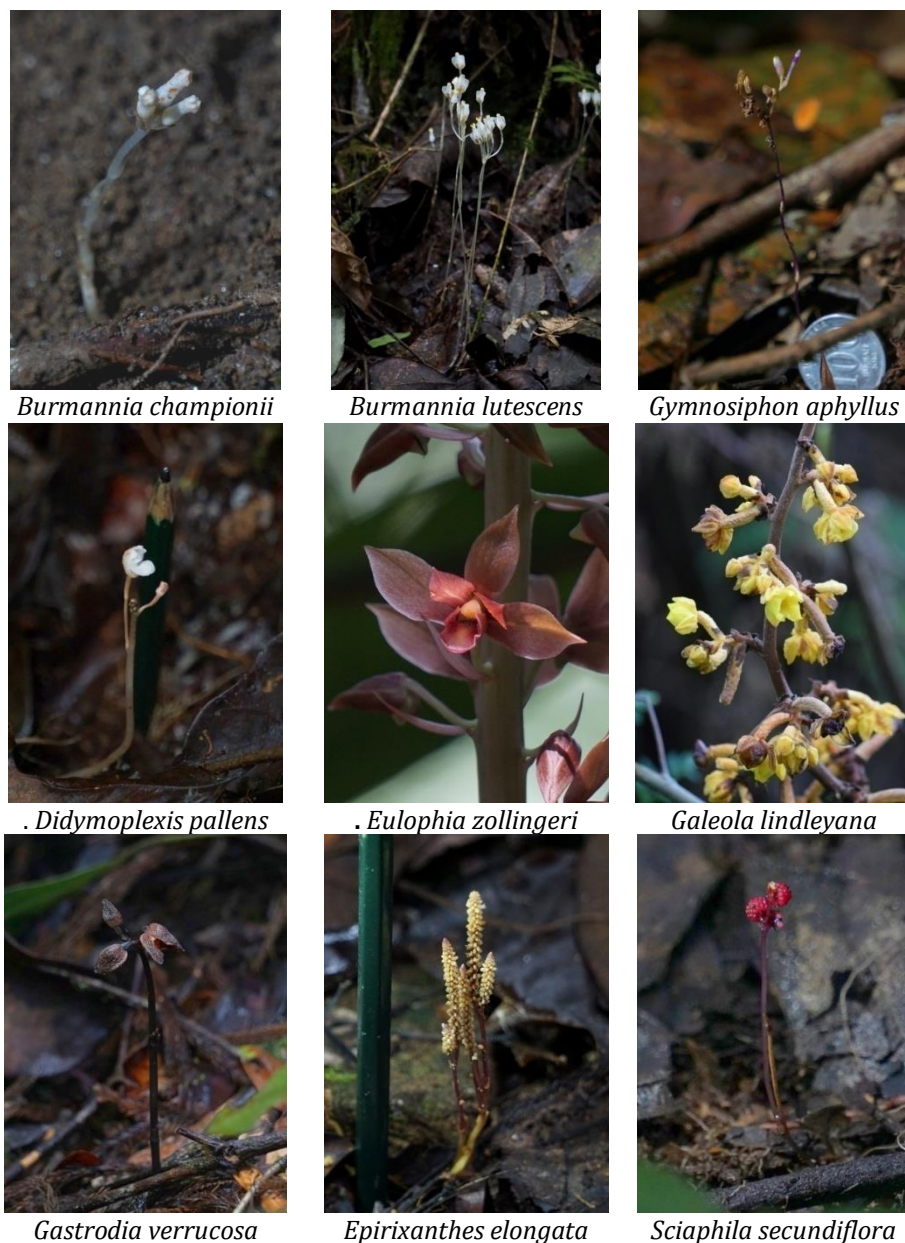 Burmannia championii
Burmannia lutescens
Gymnosiphon aphyllus
. Didymoplexis pallens
. Eulophia zollingeri
Galeola lindleyana
Gastrodia verrucosa
Epirixanthes elongata
Sciaphila secundiflora